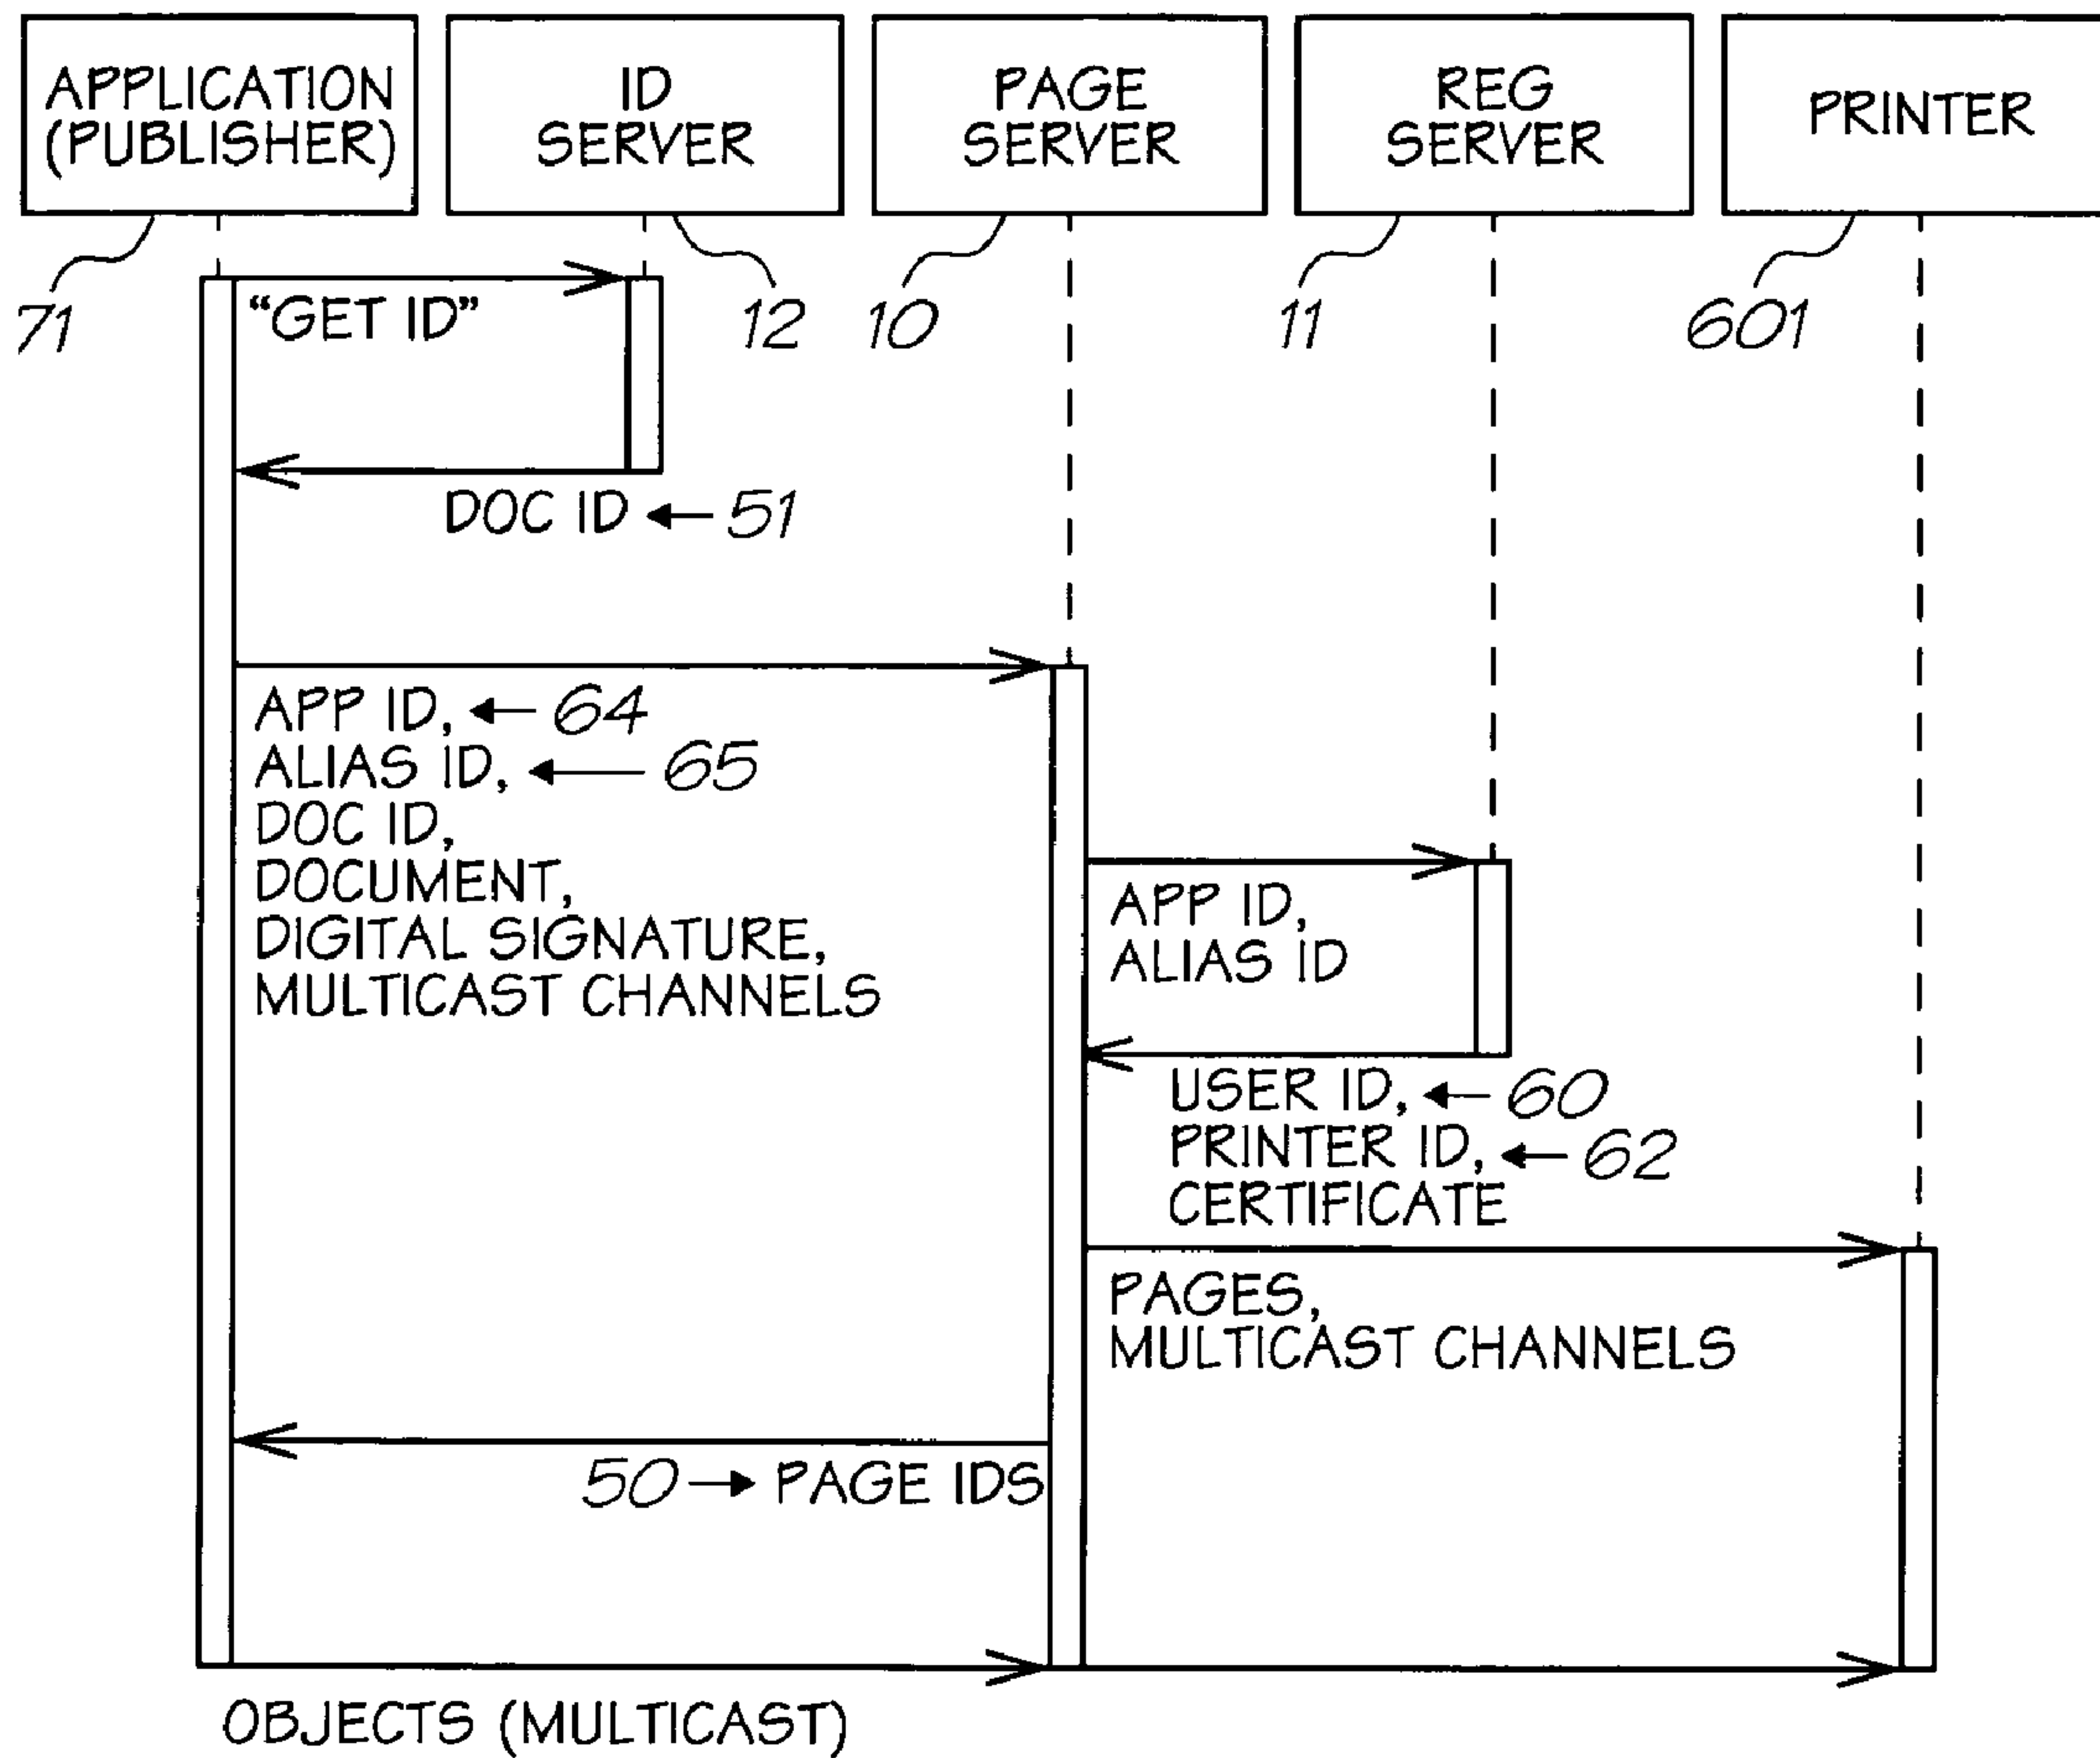 APPLICATION
(PUBLISHER)
ID
SERVER
PAGE
SERVER
REG
SERVER
PRINTER
71
12
10
11
601
"GET ID"
DOC ID
51
APP ID,
64
ALIAS ID,
65
DOC ID,
DOCUMENT,
DIGITAL SIGNATURE,
MULTICAST CHANNELS
APP ID,
ALIAS ID
USER ID,
60
PRINTER ID,
62
CERTIFICATE
PAGES,
MULTICAST CHANNELS
50
PAGE IDS
OBJECTS (MULTICAST)